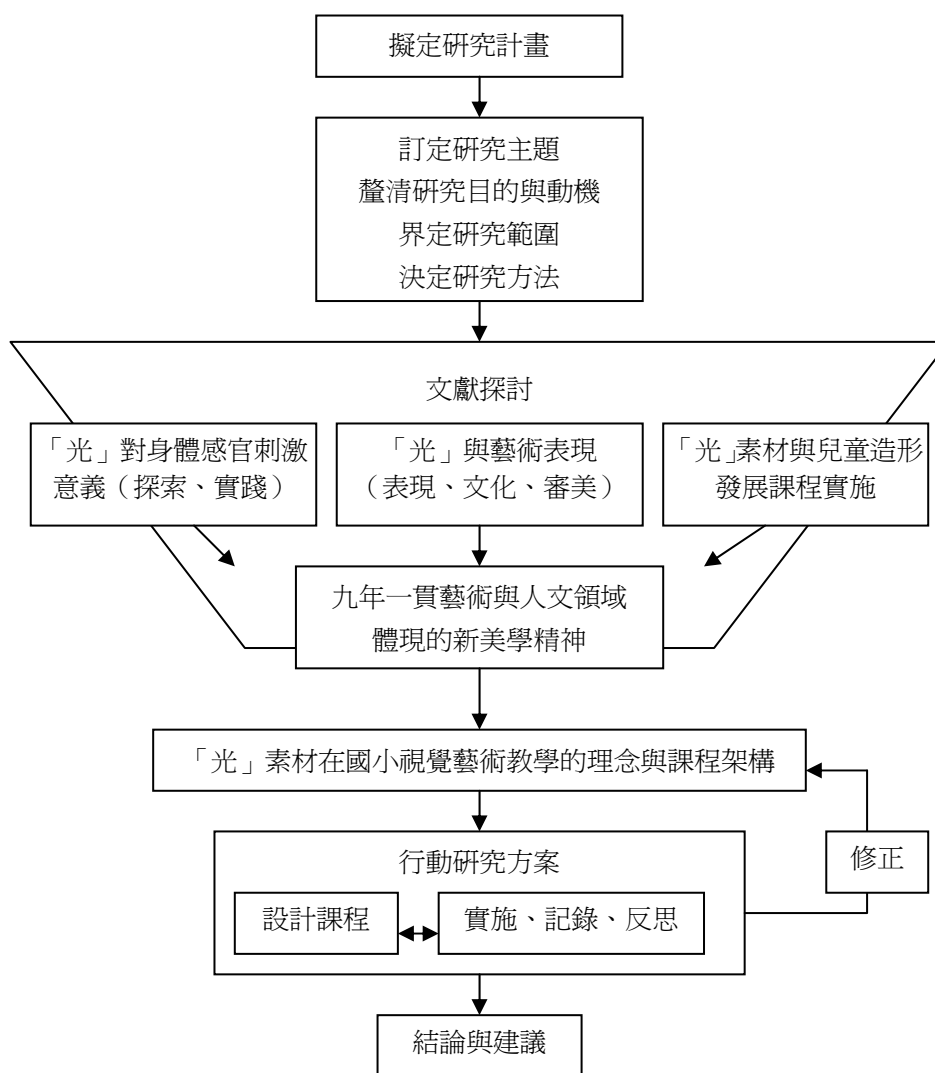 擬定研究計畫
訂定研究主題
釐清研究目的與動機
界定研究範圍
決定研究方法
文獻探討
「光」對身體感官刺激
意義（探索、實踐）
「光」與藝術表現
（表現、文化、審美）
「光」素材與兒童造形
發展課程實施
九年一貫藝術與人文領域
體現的新美學精神
「光」素材在國小視覺藝術教學的理念與課程架構
行動研究方案
修正
設計課程
實施、記錄、反思
結論與建議